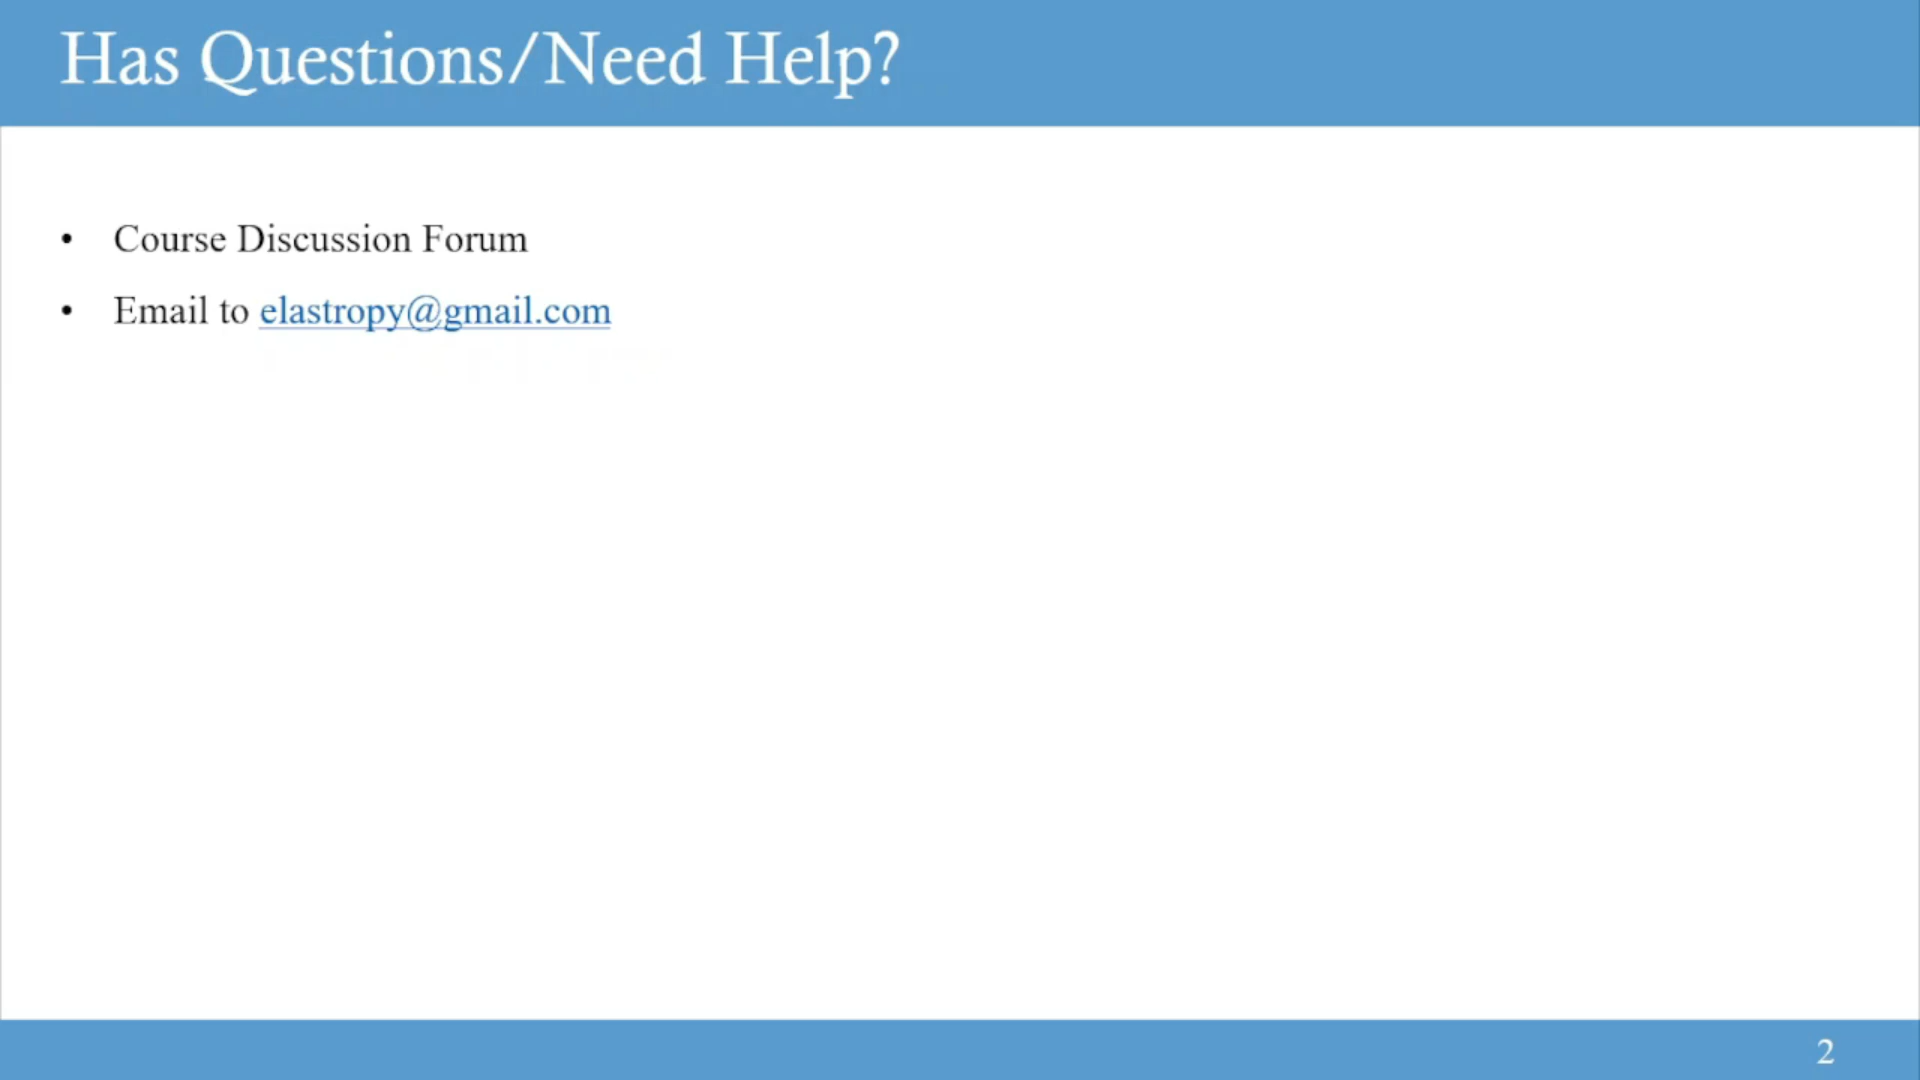 Has Questions/Need Help?
• Course Discussion Forum
• Email to elastropy@gmail.com
2